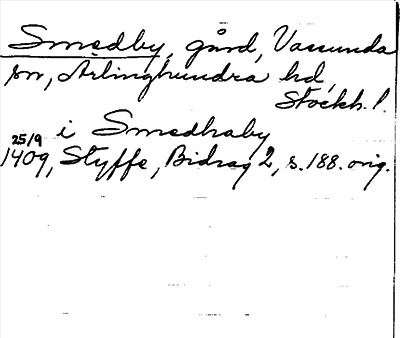 Smedby, gård, Vassunda
sn, Ärlinghundra hd,
Stockh. l.
i Smedhaby
25/9
1409, Styffe, Bidrag 2, s. 188. orig.